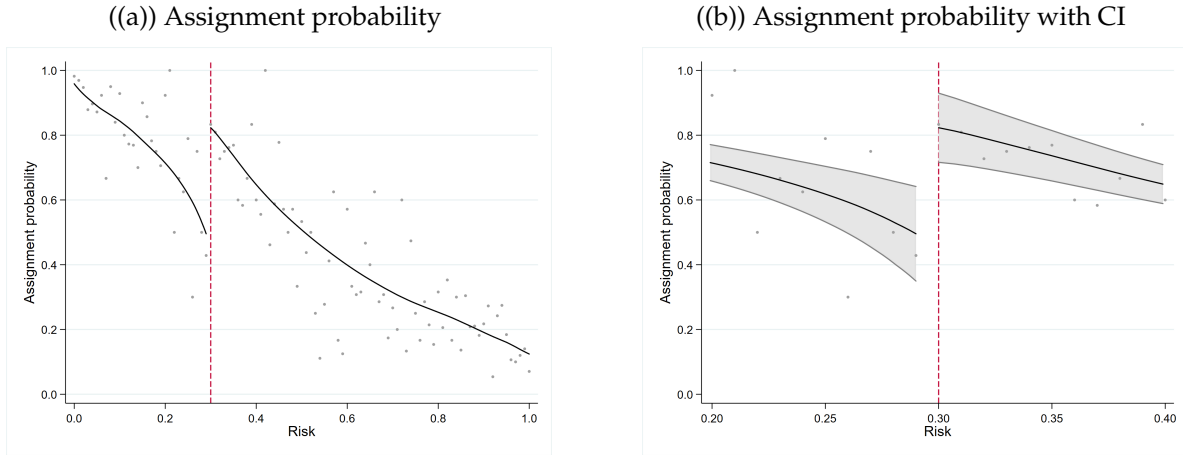 ((a)) Assignment probability
1.0
0.8
0.6
0.4
0.2
0.0
Assignment probability
0.0 0.2 0.4 0.6 0.8 1.0
Risk
((b)) Assignment probability with CI
1.0
0.8
0.6
0.4
0.2
0.0
Assignment probability
0.20 0.25 0.30 0.35 0.40
Risk